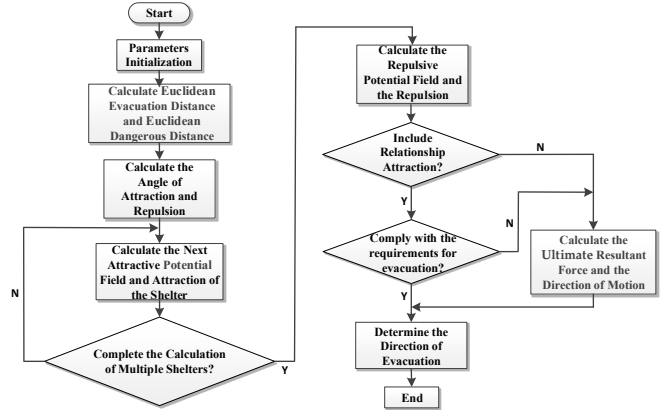 Start
Parameters
Initialization
Calculate Euclidean
Evacuation Distance
and Euclidean
Dangerous Distance
Calculate the
Angle of
Attraction and
Repulsion
Calculate the Next
Attractive Potential
Field and Attraction of
the Shelter
N
Complete the Calculation
of Multiple Shelters?
Y
Calculate the
Repulsive
Potential Field and
the Repulsion
Include
Relationship
Attraction?
N
Y
Comply with the
requirements for
evacuation?
N
Y
Calculate the
Ultimate Resultant
Force and the
Direction of Motion
Determine the
Direction of
Evacuation
End